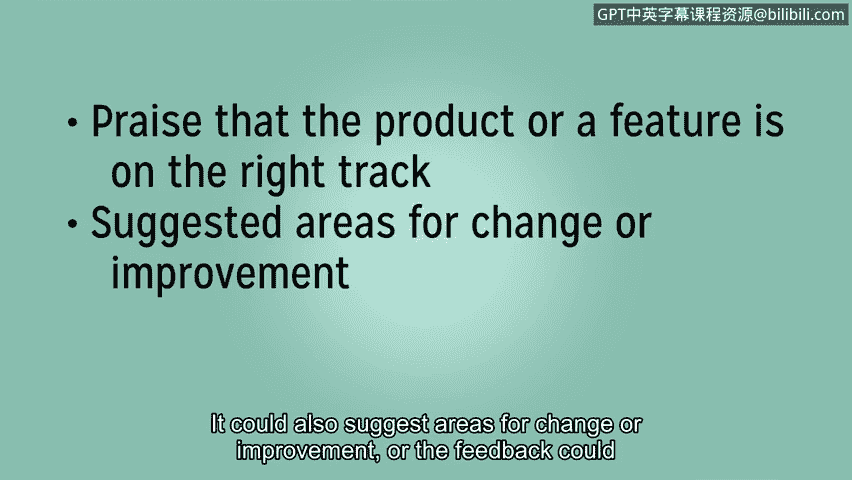 GPT中英字幕课程资源@bilibili.com
• Praise that the product or a feature is
on the right track
• Suggested areas for change or
improvement
It could also suggest areas for change or
improvement, or the feedback could